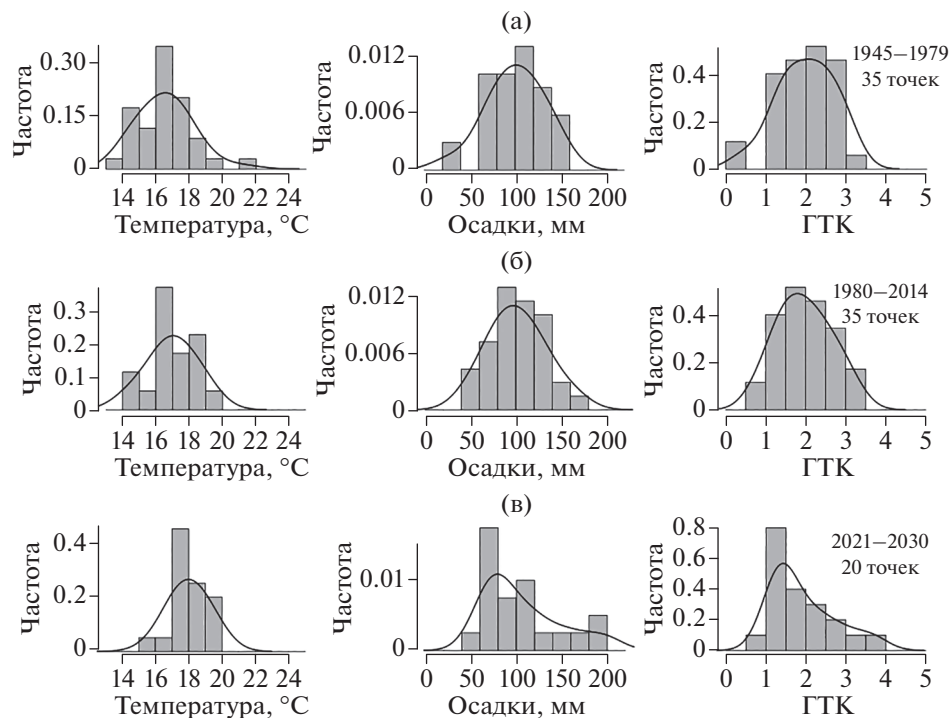 (а)
Частота
0.30
0.15
0
14 16 18 20 22 24
Температура, °C
Частота
0.012
0.006
0
0 50 100 150 200
Осадки, мм
Частота
0.4
0.2
0
0 1 2 3 4 5
ГТК
1945–1979
35 точек
(б)
Частота
0.3
0.2
0.1
0
14 16 18 20 22 24
Температура, °C
Частота
0.012
0.006
0
0 50 100 150 200
Осадки, мм
Частота
0.4
0.2
0
0 1 2 3 4 5
ГТК
1980–2014
35 точек
(в)
Частота
0.4
0.2
0
14 16 18 20 22 24
Температура, °C
Частота
0.01
0
0 50 100 150 200
Осадки, мм
Частота
0.8
0.6
0.4
0.2
0
0 1 2 3 4 5
ГТК
2021–2030
20 точек